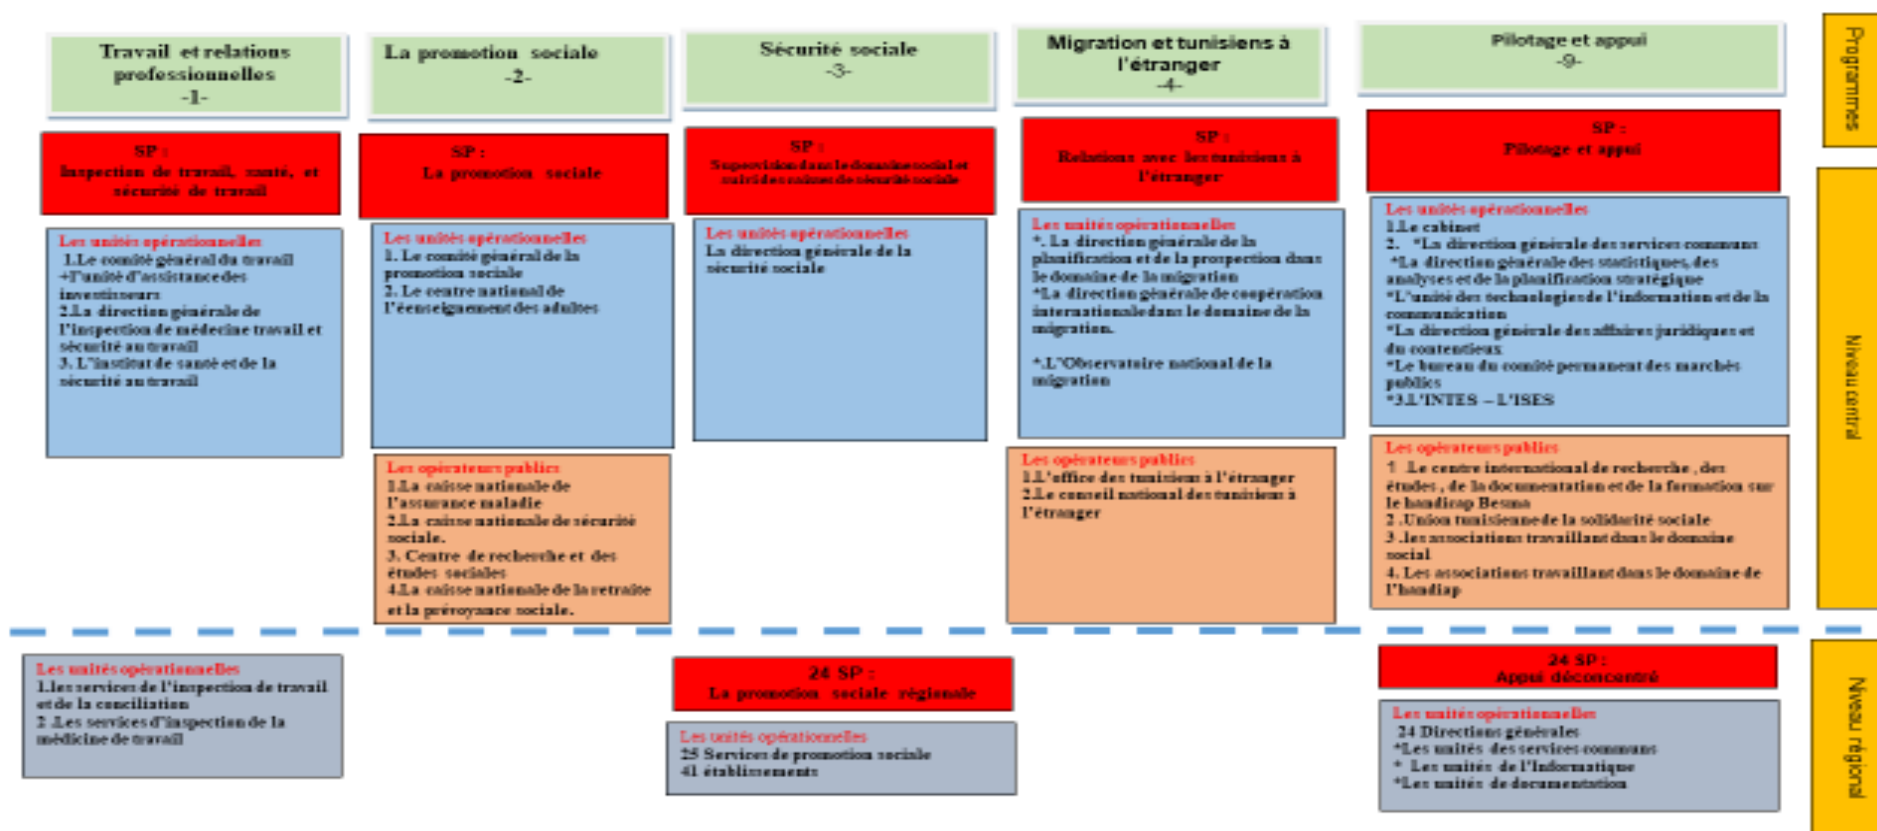 Travail et relations
professionnelles
-1-
La promotion sociale
-2-
Sécurité sociale
-3-
Migration et tunisiens à
l'étranger
-4-
Pilotage et appui
-9-
Programmes
SP :
Inspection de travail, santé, et
sécurité de travail
SP :
La promotion sociale
SP :
Supervision dans le domaine social et
suivi des caisses de sécurité sociale
SP :
Relations avec les tunisiens à
l'étranger
SP :
Pilotage et appui
Les unités opérationnelles
1.Le comité général du travail
+l'unité d'assistance des
investisseurs
2.La direction générale de
l'inspection de médecine travail et
sécurité au travail
3. L'institut de santé et de la
sécurité au travail
Les unités opérationnelles
1. Le comité général de la
promotion sociale
2. Le centre national de
l'éenseignement des adultes
Les unités opérationnelles
La direction générale de la
sécurité sociale
Les unités opérationnelles
*. La direction générale de la
planification et de la prospection dans
le domaine de la migration
*La direction générale de coopération
internationale dans le domaine de la
migration.
*.L'Observatoire national de la
migration
Les unités opérationnelles
1.Le cabinet
2. *La direction générale des services communs
*La direction générale des statistiques, des
analyses et de la planification stratégique
*L'unité des technologies de l'information et de la
communication
*La direction générale des affaires juridiques et
du contentieux
*Le bureau du comité permanent des marchés
publics
*3.L'INTES – L'ISES
Niveau central
Les opérateurs publics
1.La caisse nationale de
l'assurance maladie
2.La caisse nationale de sécurité
sociale.
3. Centre de recherche et des
études sociales
4.La caisse nationale de la retraite
et la prévoyance sociale.
Les opérateurs publics
1.L'office des tunisiens à l'étranger
2.Le conseil national des tunisiens à
l'étranger
Les opérateurs publics
1 .Le centre international de recherche , des
études , de la documentation et de la formation sur
le handicap Besma
2 .Union tunisienne de la solidarité sociale
3 .les associations travaillant dans le domaine
social
4. Les associations travaillant dans le domaine de
l'handiap
Les unités opérationnelles
1.les services de l'inspection de travail
et de la conciliation
2 .Les services d'inspection de la
médicine de travail
24 SP :
La promotion sociale régionale
Les unités opérationnelles
25 Services de promotion sociale
41 établissements
24 SP :
Appui déconcentré
Les unités opérationnelles
24 Directions générales
*Les unités des services communs
* Les unités de l'Informatique
*Les unités de documentation
Niveau régional